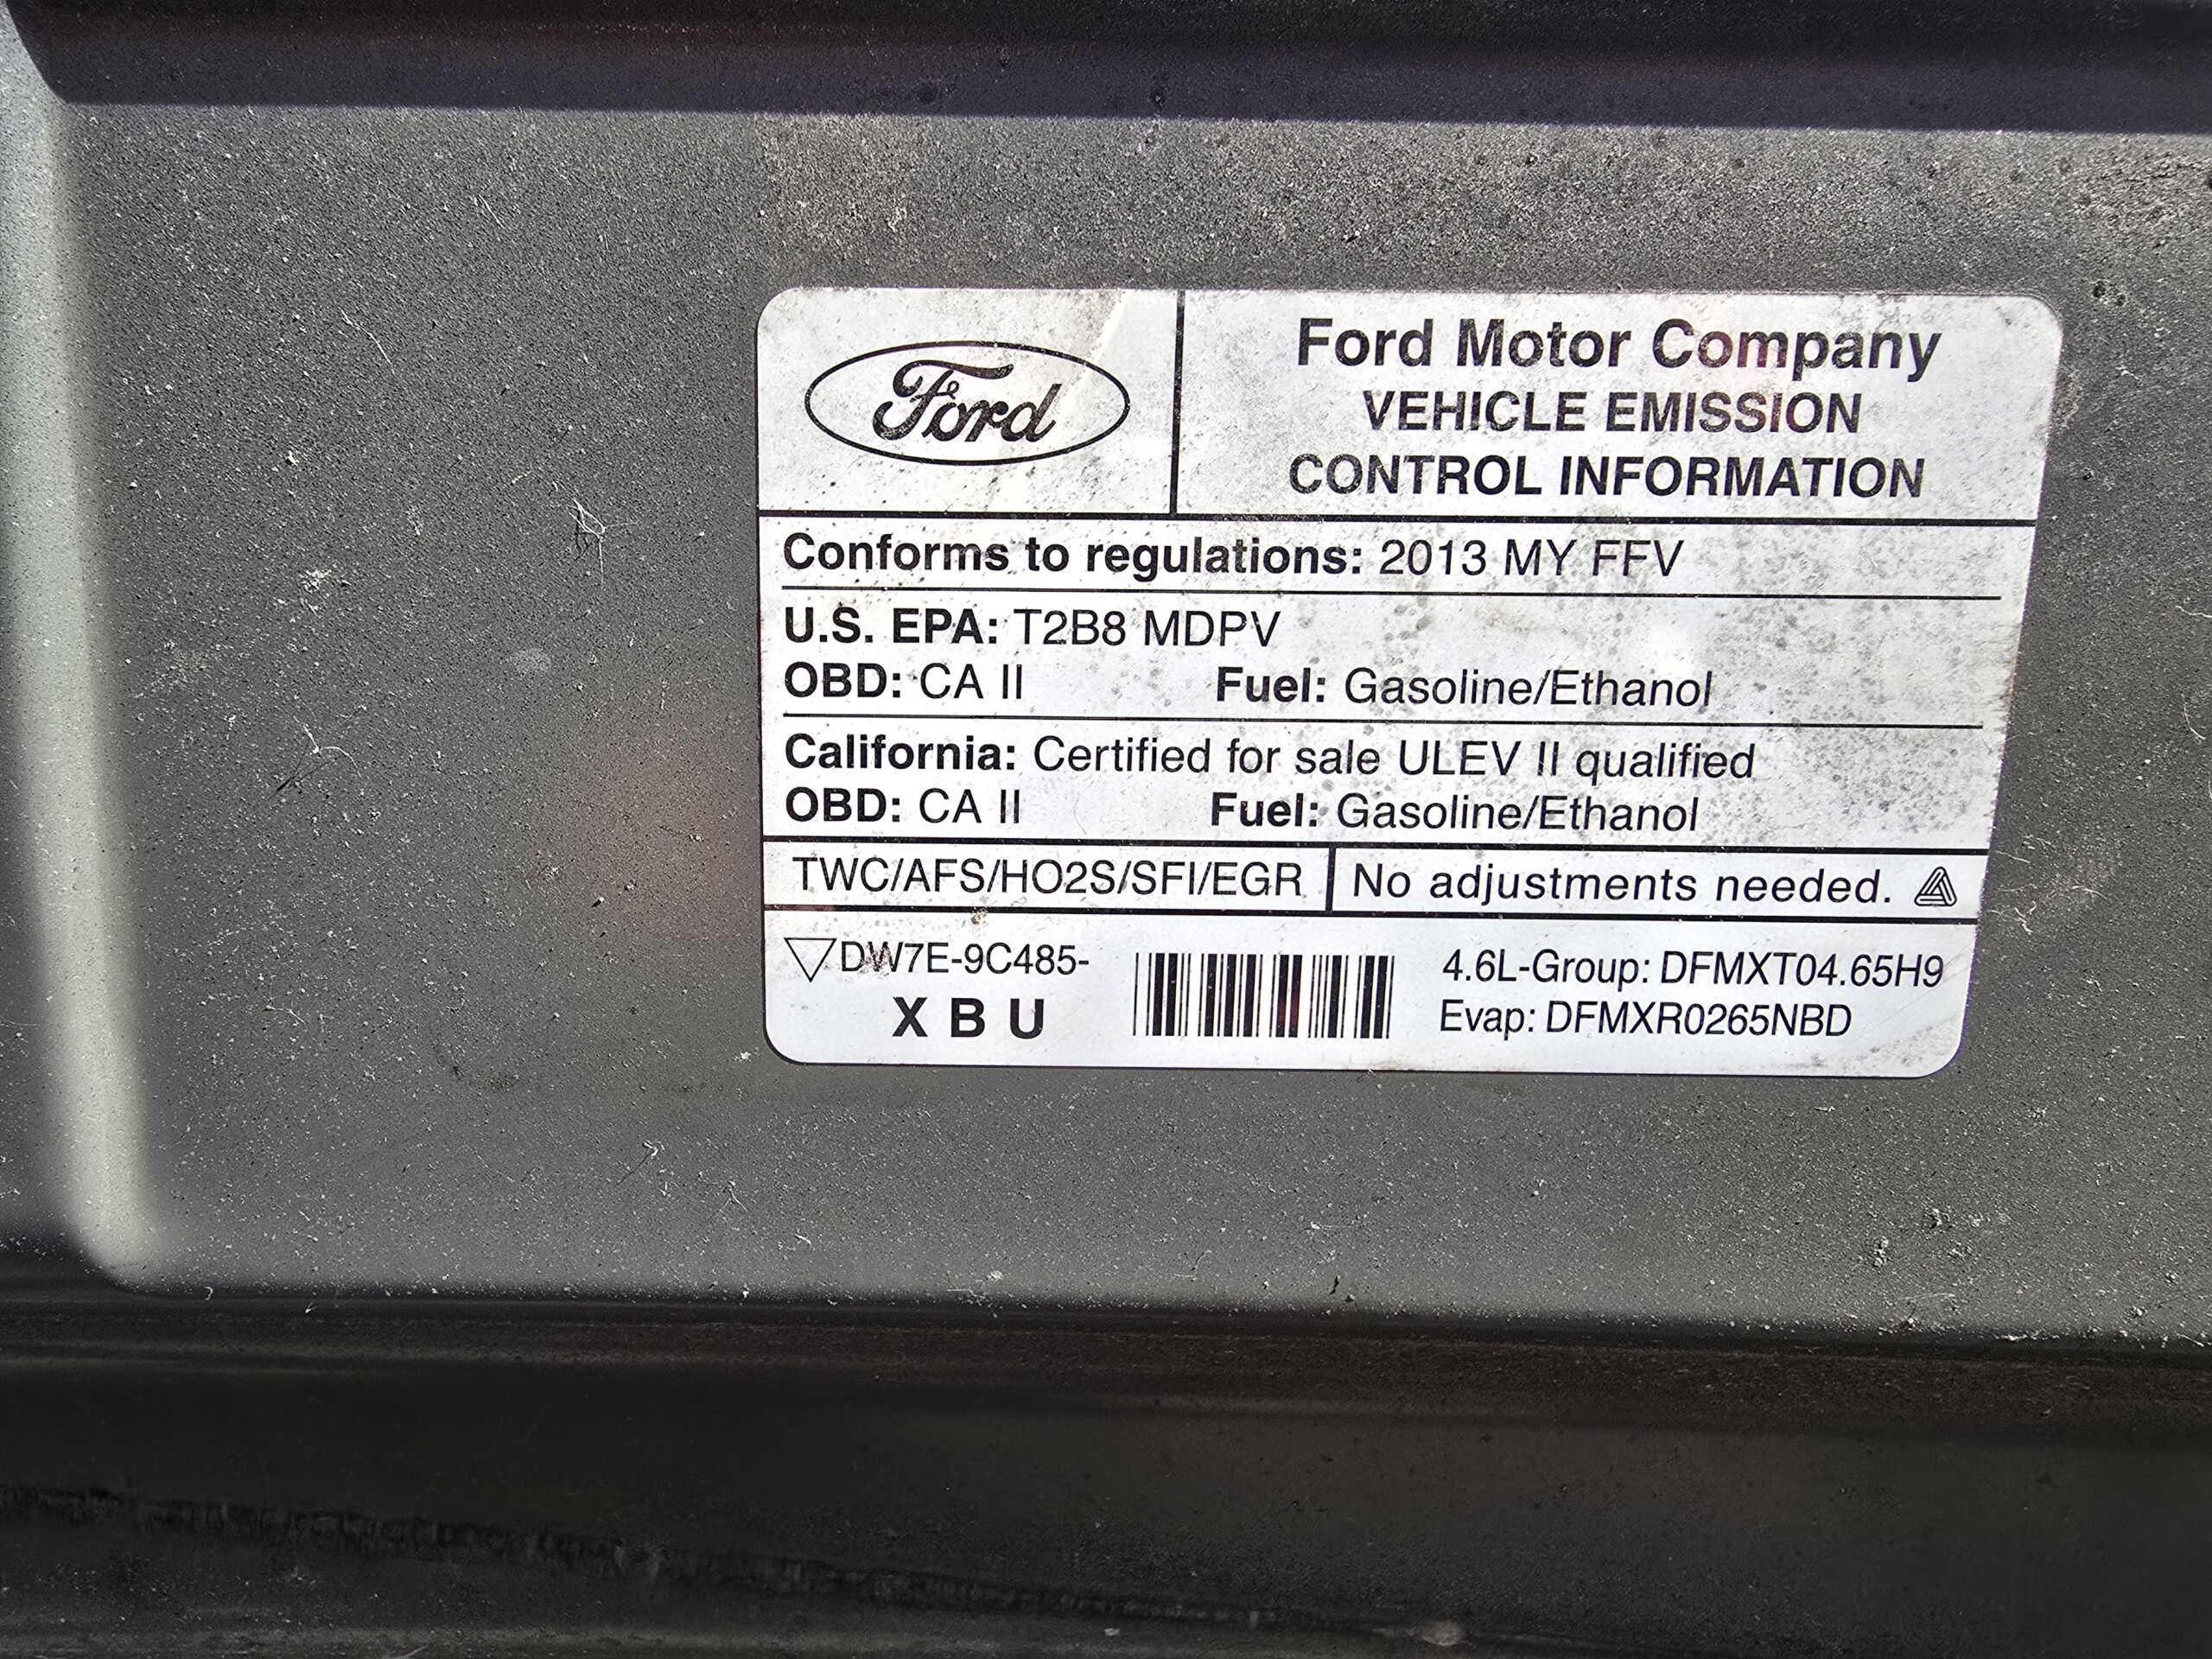 Ford
Ford Motor Company
VEHICLE EMISSION
CONTROL INFORMATION
Conforms to regulations: 2013 MY FFV
U.S. EPA: T2B8 MDPV
OBD: CA II Fuel: Gasoline/Ethanol
California: Certified for sale ULEV II qualified
OBD: CA II Fuel: Gasoline/Ethanol
TWC/AFS/HO2S/SFI/EGR No adjustments needed.
DW7E-9C485-
X B U
4.6L-Group: DFMXT04.65H9
Evap: DFMXR0265NBD